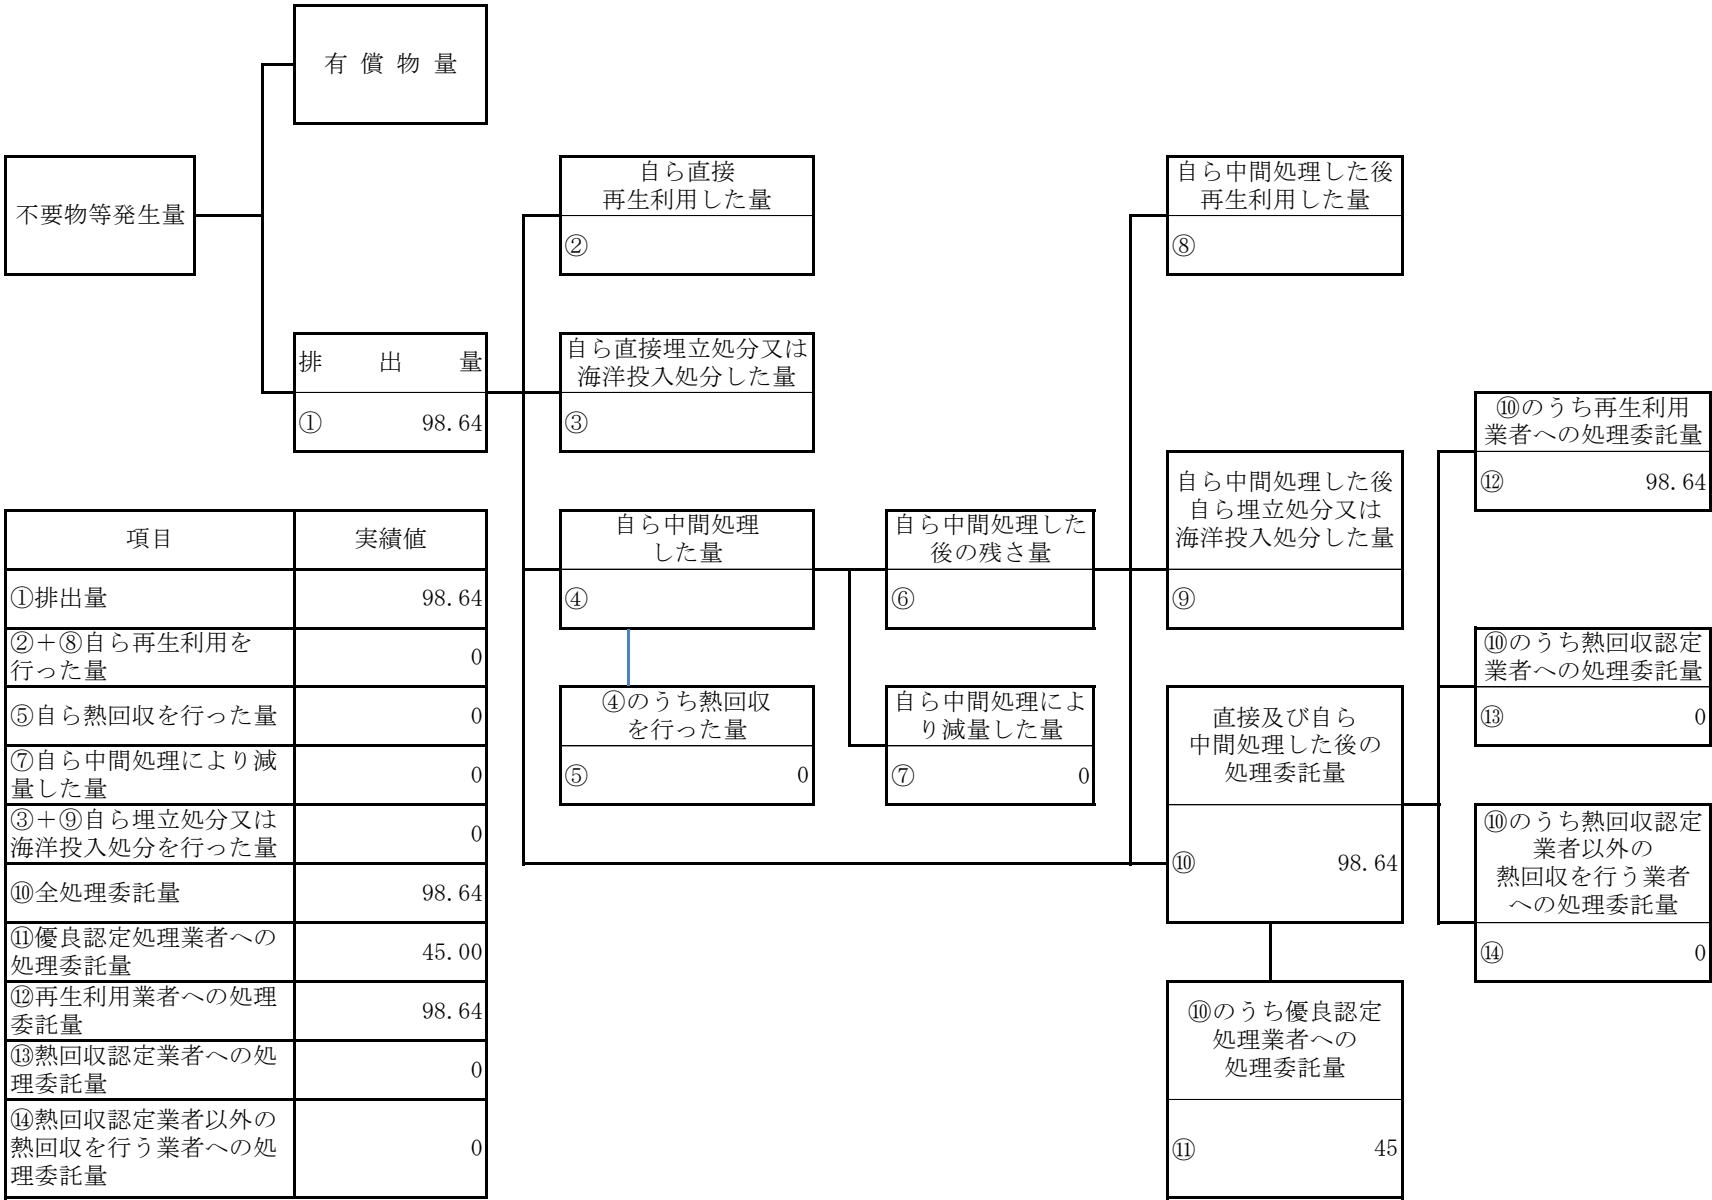 有償物量
不要物等発生量
排出量
① 98.64
自ら直接
再生利用した量
②
自ら直接埋立処分又は
海洋投入処分した量
③
自ら中間処理
した量
④
④のうち熱回収
を行った量
⑤ 0
自ら中間処理した
後の残さ量
⑥
自ら中間処理によ
り減量した量
⑦ 0
自ら中間処理した後
再生利用した量
⑧
自ら中間処理した後
自ら埋立処分又は
海洋投入処分した量
⑨
直接及び自ら
中間処理した後の
処理委託量
⑩ 98.64
⑩のうち優良認定
処理業者への
処理委託量
⑪ 45
⑩のうち再生利用
業者への処理委託量
⑫ 98.64
⑩のうち熱回収認定
業者への処理委託量
⑬ 0
⑩のうち熱回収認定
業者以外の
熱回収を行う業者
への処理委託量
⑭ 0
項目 実績値
①排出量 98.64
②+⑧自ら再生利用を
行った量 0
⑤自ら熱回収を行った量 0
⑦自ら中間処理により減
量した量 0
③+⑨自ら埋立処分又は
海洋投入処分を行った量 0
⑩全処理委託量 98.64
⑪優良認定処理業者への
処理委託量 45.00
⑫再生利用業者への処理
委託量 98.64
⑬熱回収認定業者への処
理委託量 0
⑭熱回収認定業者以外の
熱回収を行う業者への処
理委託量 0